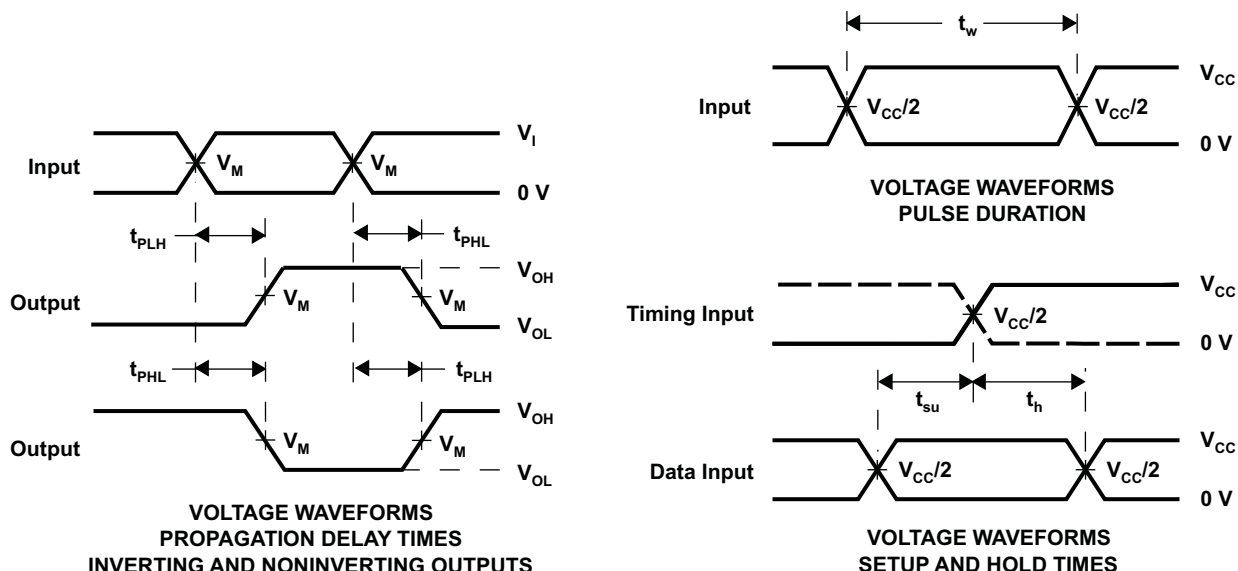 Input
V_M
V_M
V_I
0 V
t_PLH
t_PHL
Output
V_M
V_M
V_OH
V_OL
t_PHL
t_PLH
Output
V_M
V_M
V_OH
V_OL
VOLTAGE WAVEFORMS
PROPAGATION DELAY TIMES
INVERTING AND NONINVERTING OUTPUTS
t_w
Input
V_CC/2
V_CC/2
V_CC
0 V
VOLTAGE WAVEFORMS
PULSE DURATION
Timing Input
V_CC/2
V_CC
0 V
t_su
t_h
Data Input
V_CC/2
V_CC/2
V_CC
0 V
VOLTAGE WAVEFORMS
SETUP AND HOLD TIMES